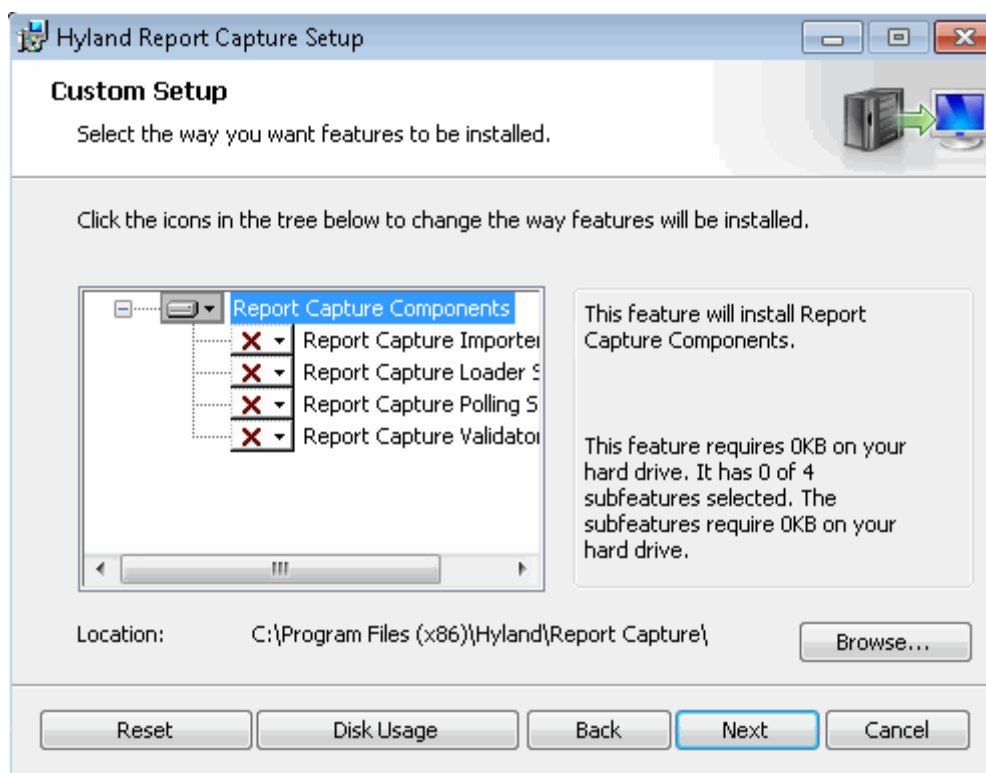 Hyland Report Capture Setup
Custom Setup
Select the way you want features to be installed.
Click the icons in the tree below to change the way features will be installed.
Report Capture Components
Report Capture Importer
Report Capture Loader S
Report Capture Polling S
Report Capture Validator
This feature will install Report
Capture Components.
This feature requires 0KB on your
hard drive. It has 0 of 4
subfeatures selected. The
subfeatures require 0KB on your
hard drive.
Location: C:\Program Files (x86)\Hyland\Report Capture\
Browse...
Reset Disk Usage Back Next Cancel